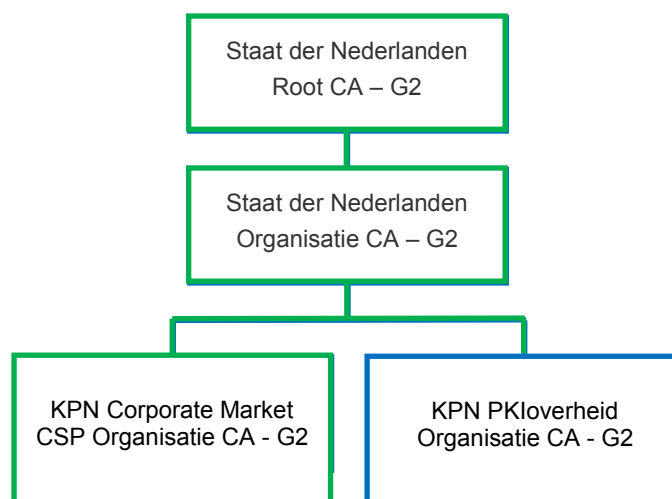 Staat der Nederlanden
Root CA – G2
Staat der Nederlanden
Organisatie CA – G2
KPN Corporate Market
CSP Organisatie CA - G2
KPN PKIoverheid
Organisatie CA - G2